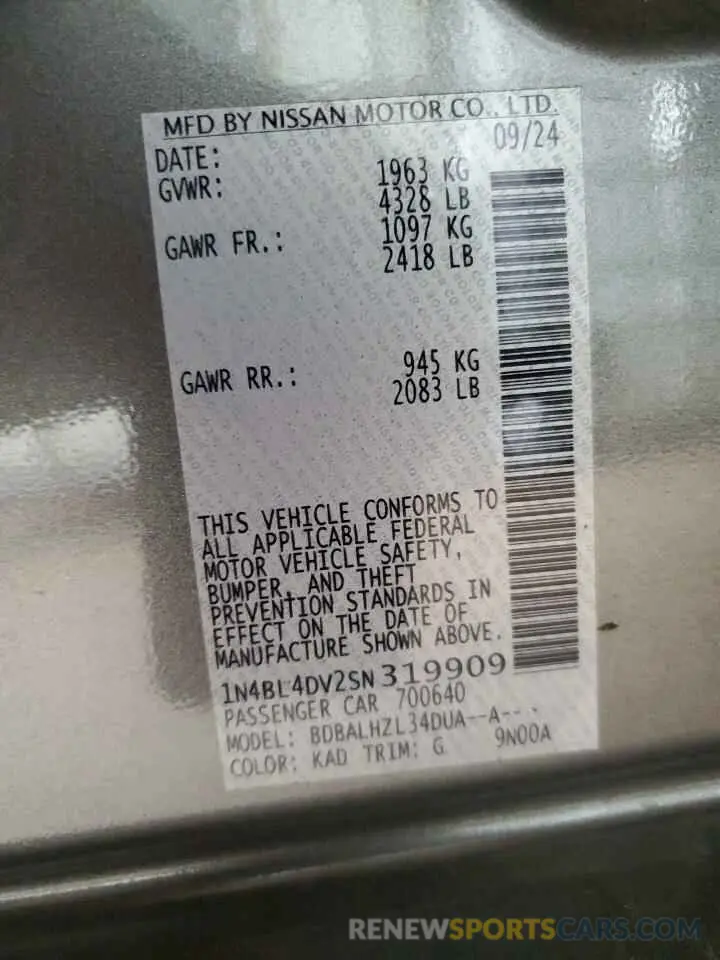 MFD BY NISSAN MOTOR CO., LTD.
DATE: 09/24
GVWR: 1963 KG
4328 LB
GAWR FR.: 1097 KG
2418 LB
GAWR RR.: 945 KG
2083 LB
THIS VEHICLE CONFORMS TO
ALL APPLICABLE FEDERAL
MOTOR VEHICLE SAFETY,
BUMPER, AND THEFT
PREVENTION STANDARDS IN
EFFECT ON THE DATE OF
MANUFACTURE SHOWN ABOVE.
1N4BL4DV2SN319909
PASSENGER CAR 700640
MODEL: BDBALHZL34DUA--A--
COLOR: KAD TRIM: G 9N00A
RENEWSPORTSCARS.COM